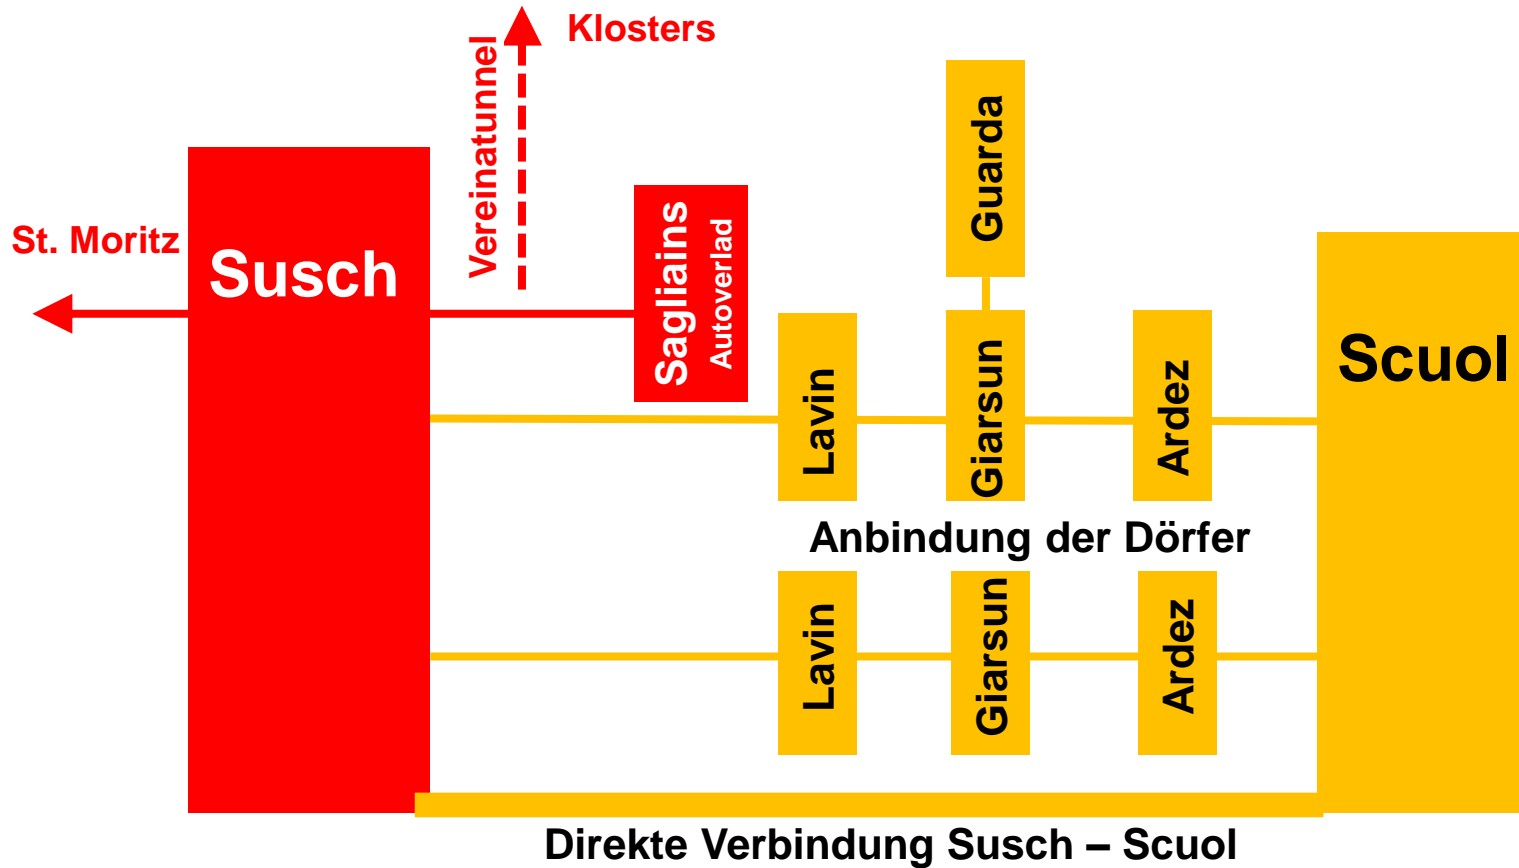 Klosters
Vereinatunnel
St. Moritz
Susch
Sagliains
Autoverlad
Guarda
Lavin
Giarsun
Ardez
Scuol
Anbindung der Dörfer
Lavin
Giarsun
Ardez
Direkte Verbindung Susch – Scuol